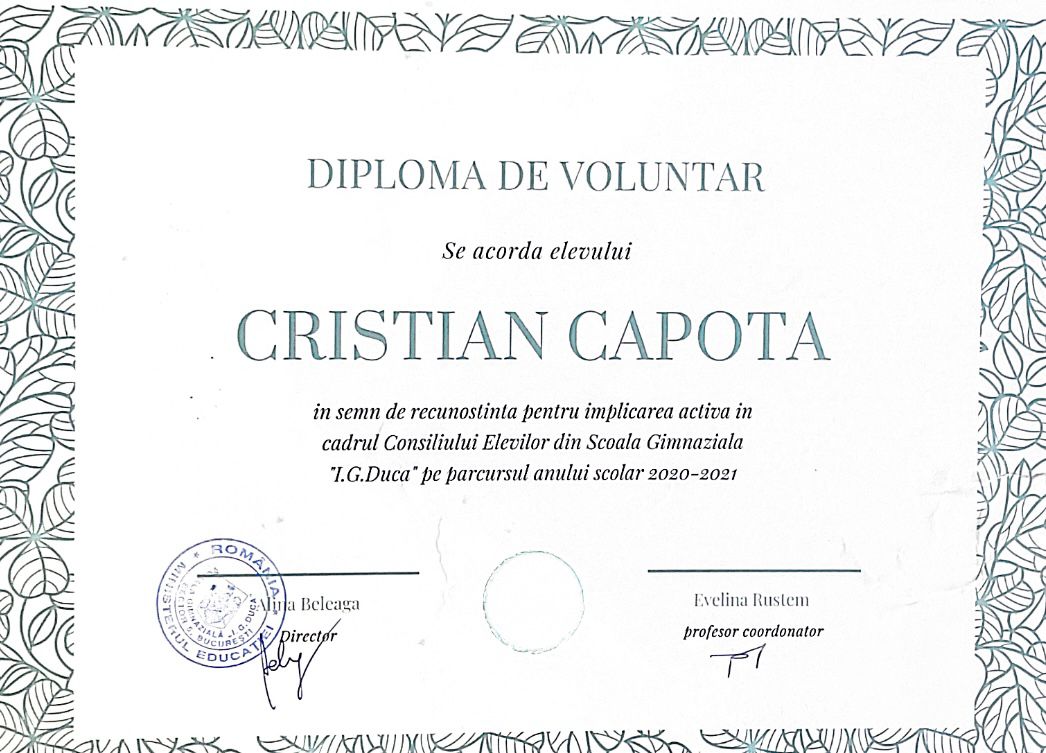 DIPLOMA DE VOLUNTAR
Se acorda elevului
CRISTIAN CAPOTA
in semn de recunostinta pentru implicarea activa in
cadrul Consiliului Elevilor din Scoala Gimnaziala
"I.G.Duca" pe parcursul anului scolar 2020-2021
Alina Beleaga
Director
Evelina Rustem
profesor coordonator
* ROMÂNIA *
MINISTERUL EDUCAȚIEI
GIMNAZIALĂ „I.G. DUCA"
BUCUREȘTI